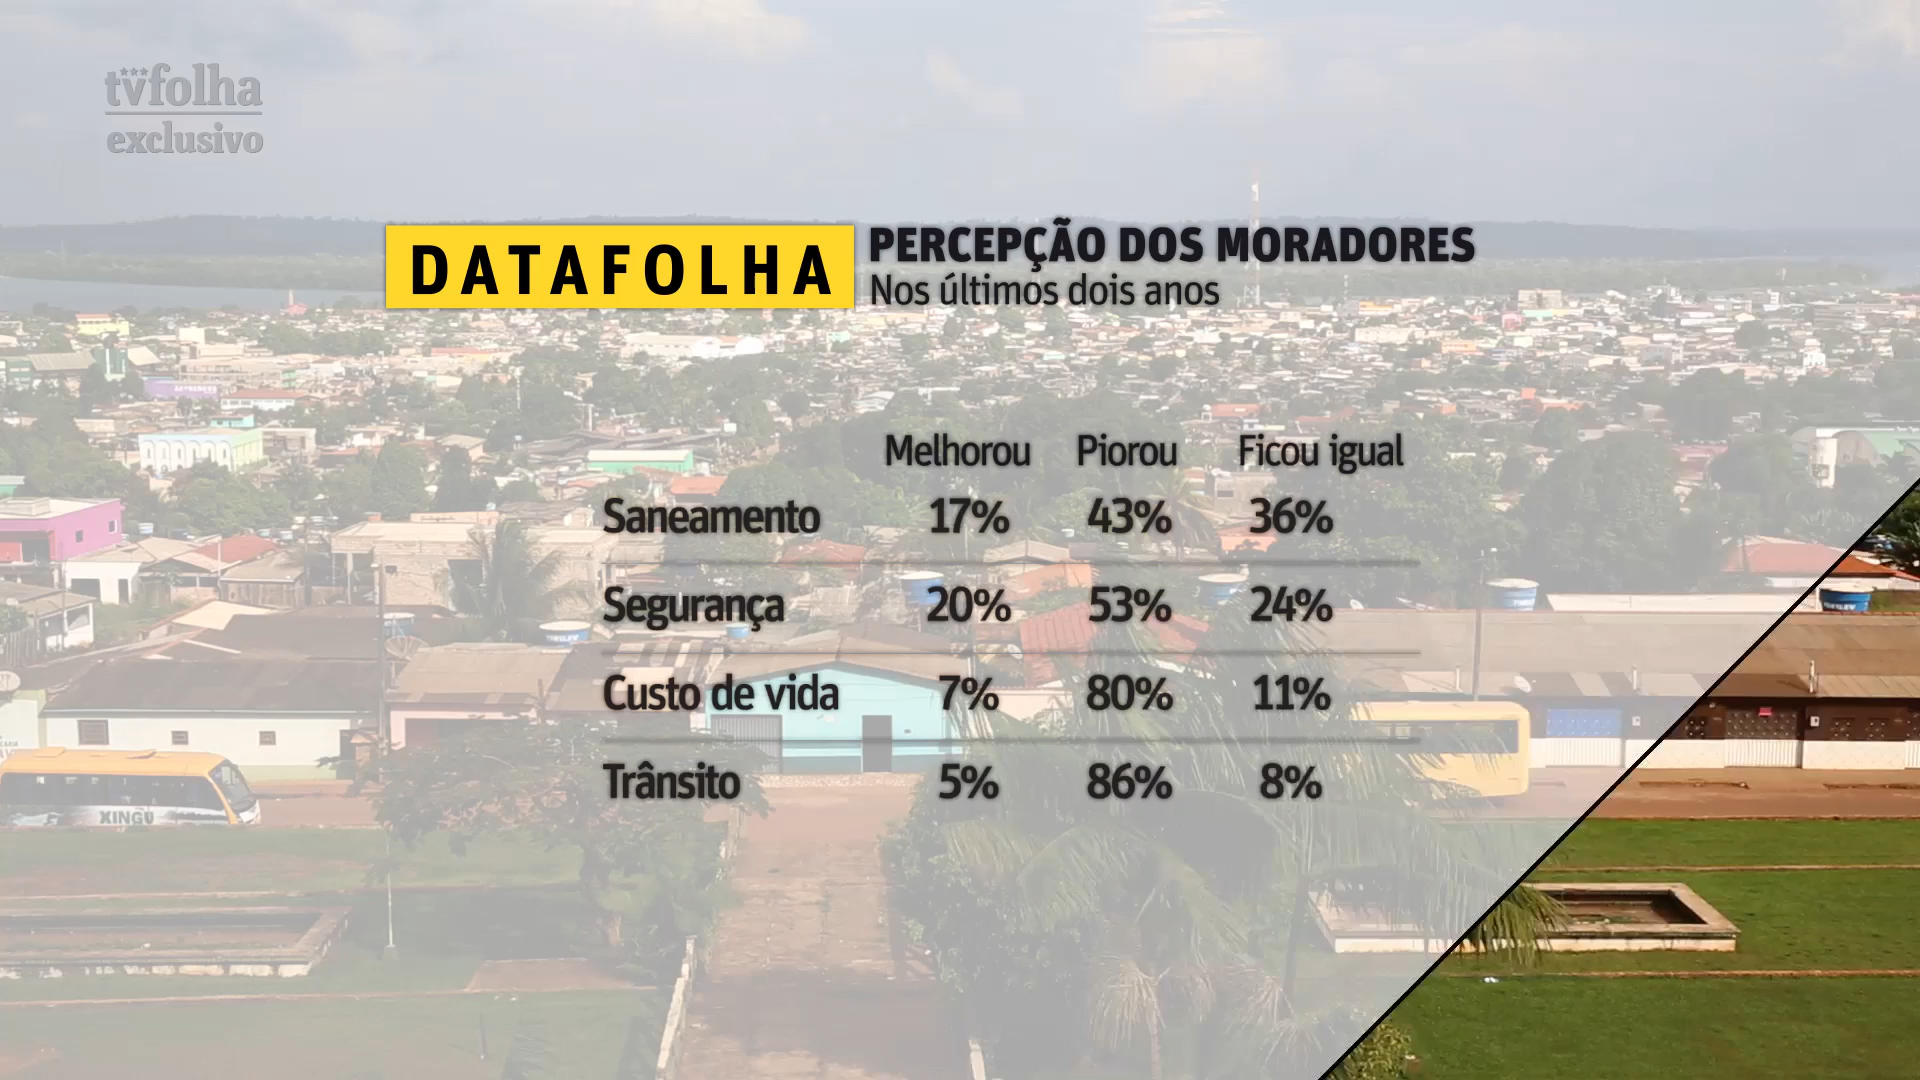 tvfolha
exclusivo
DATAFOLHA
PERCEPÇÃO DOS MORADORES
Nos últimos dois anos
Melhorou Piorou Ficou igual
Saneamento 17% 43% 36%
Segurança 20% 53% 24%
Custo de vida 7% 80% 11%
Trânsito 5% 86% 8%
XINGU